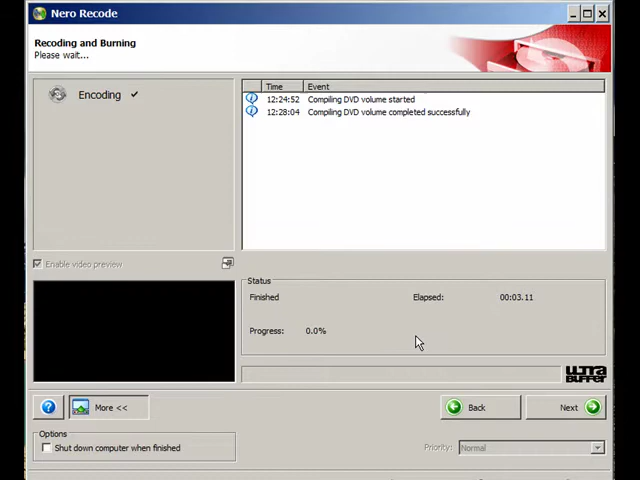 Nero Recode
Recoding and Burning
Please wait...
Encoding
Time Event
12:24:52 Compiling DVD volume started
12:28:04 Compiling DVD volume completed successfully
Enable video preview
Status
Finished Elapsed: 00:03.11
Progress: 0.0%
ULTRA
BUFFER
? More << Back Next
Options
Shut down computer when finished
Priority: Normal